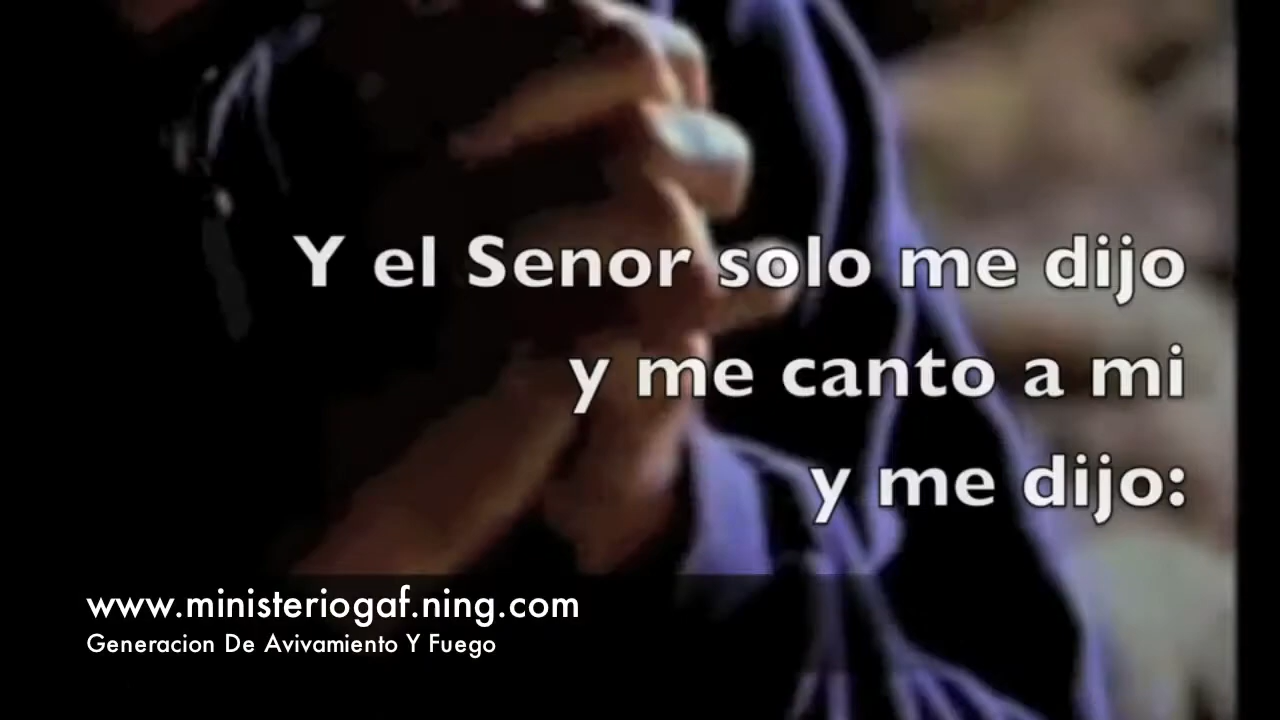 Y el Senor solo me dijo
y me canto a mi
y me dijo:
www.ministeriogaf.ning.com
Generacion De Avivamiento Y Fuego